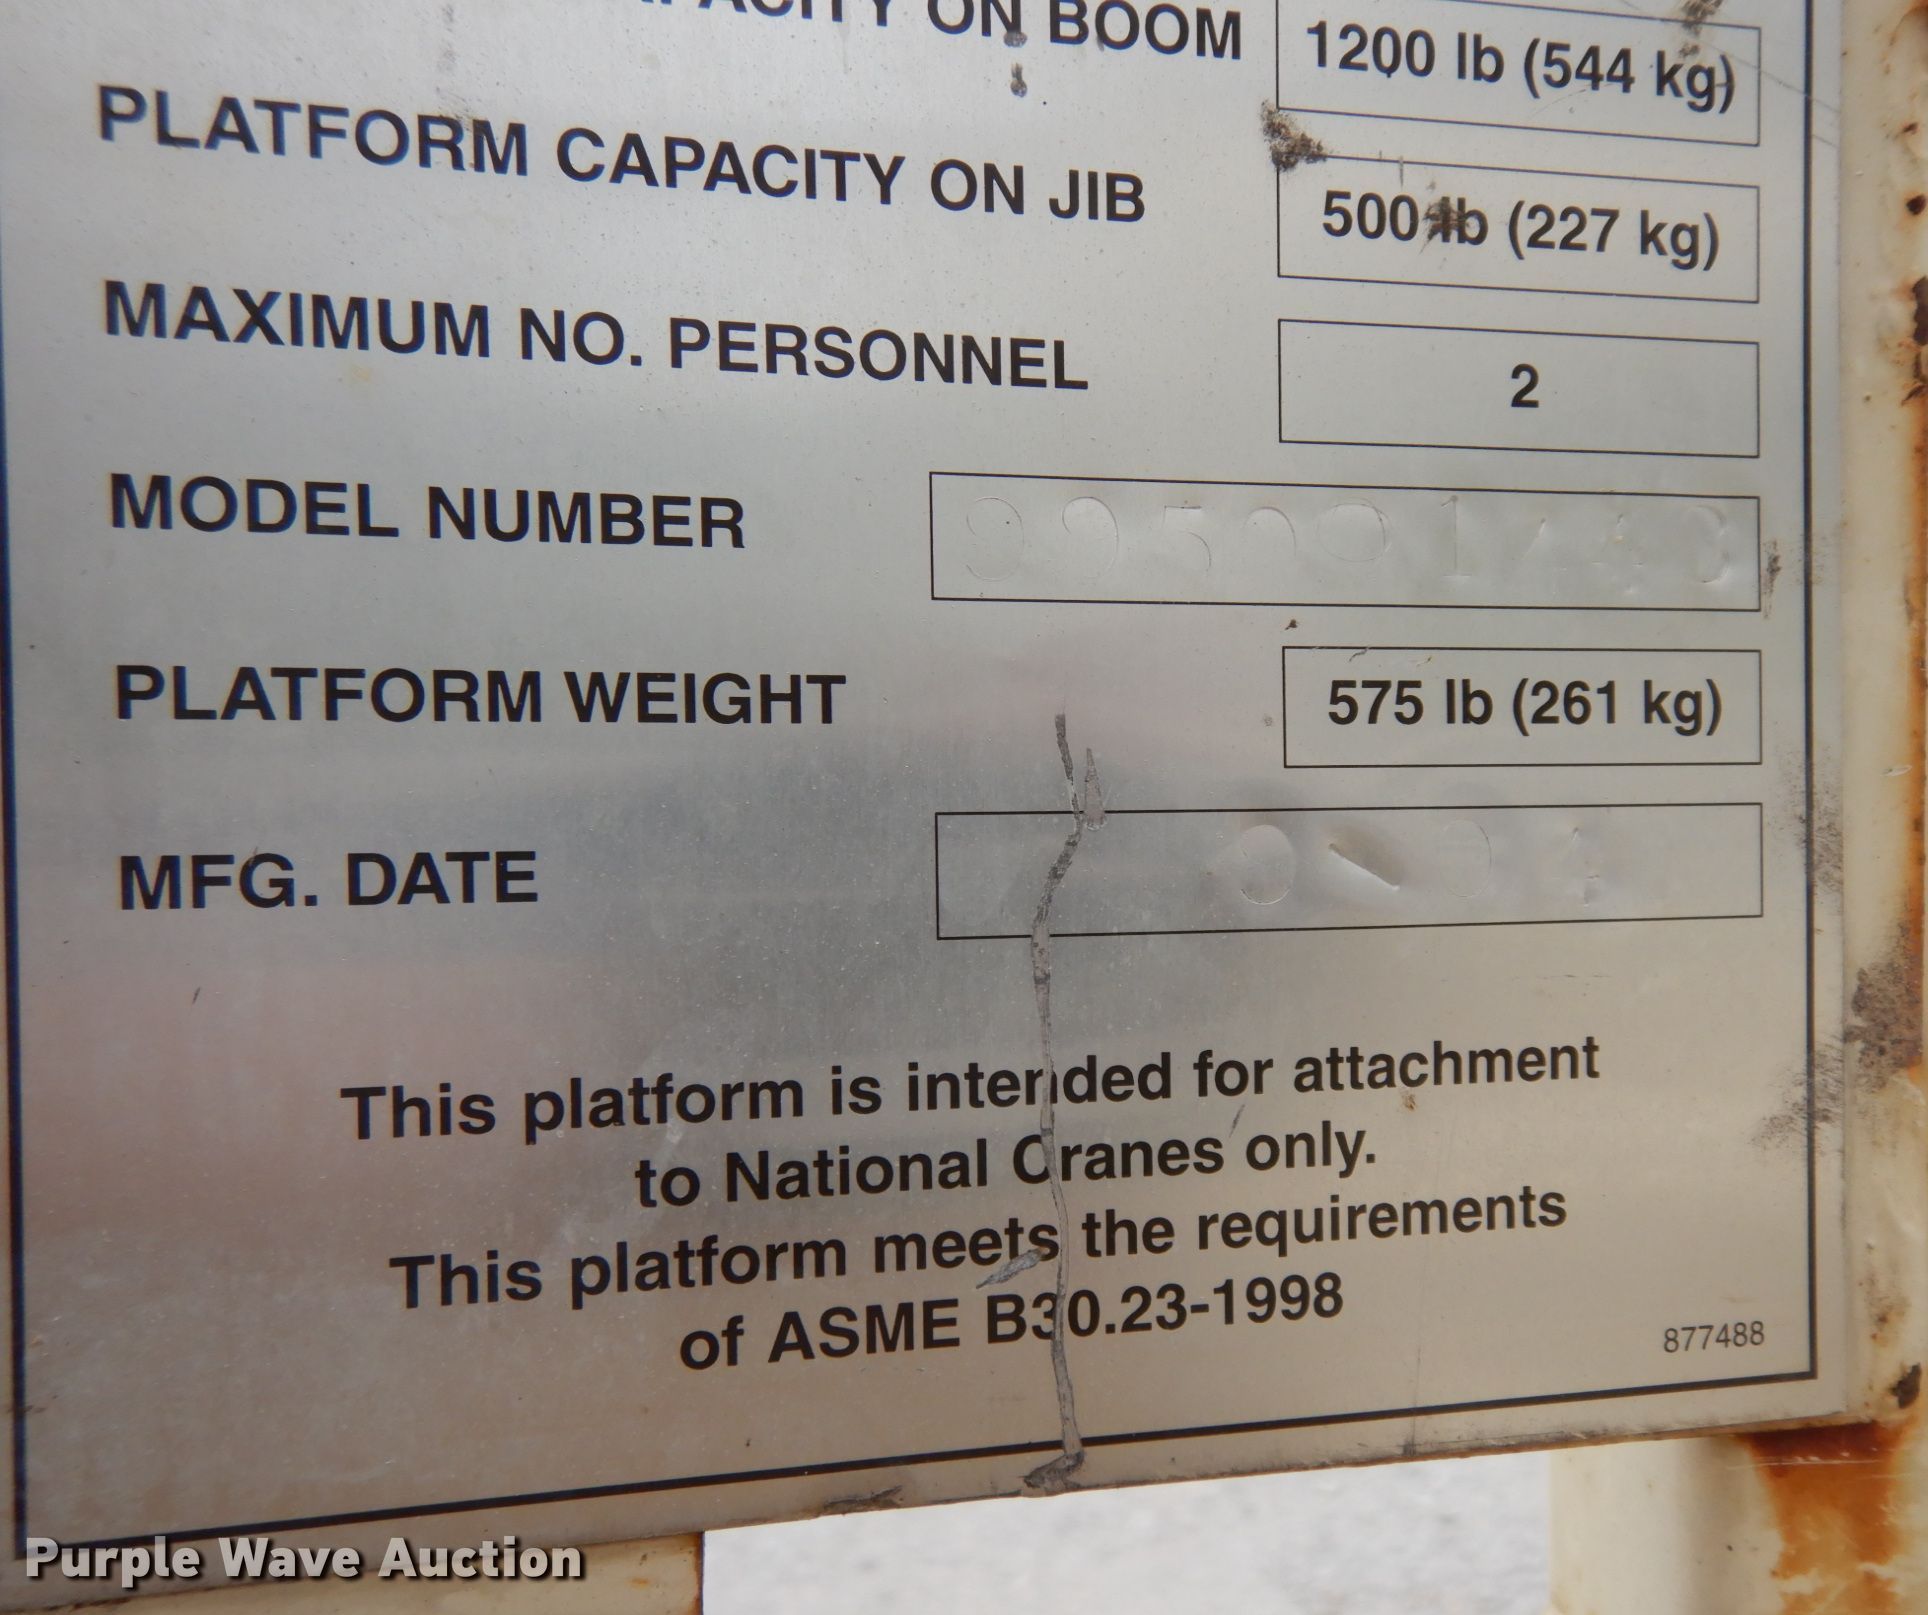 ON BOOM 1200 lb (544 kg)
PLATFORM CAPACITY ON JIB 500 lb (227 kg)
MAXIMUM NO. PERSONNEL 2
MODEL NUMBER
PLATFORM WEIGHT 575 lb (261 kg)
MFG. DATE
This platform is intended for attachment
to National Cranes only.
This platform meets the requirements
of ASME B30.23-1998
877488
Purple Wave Auction